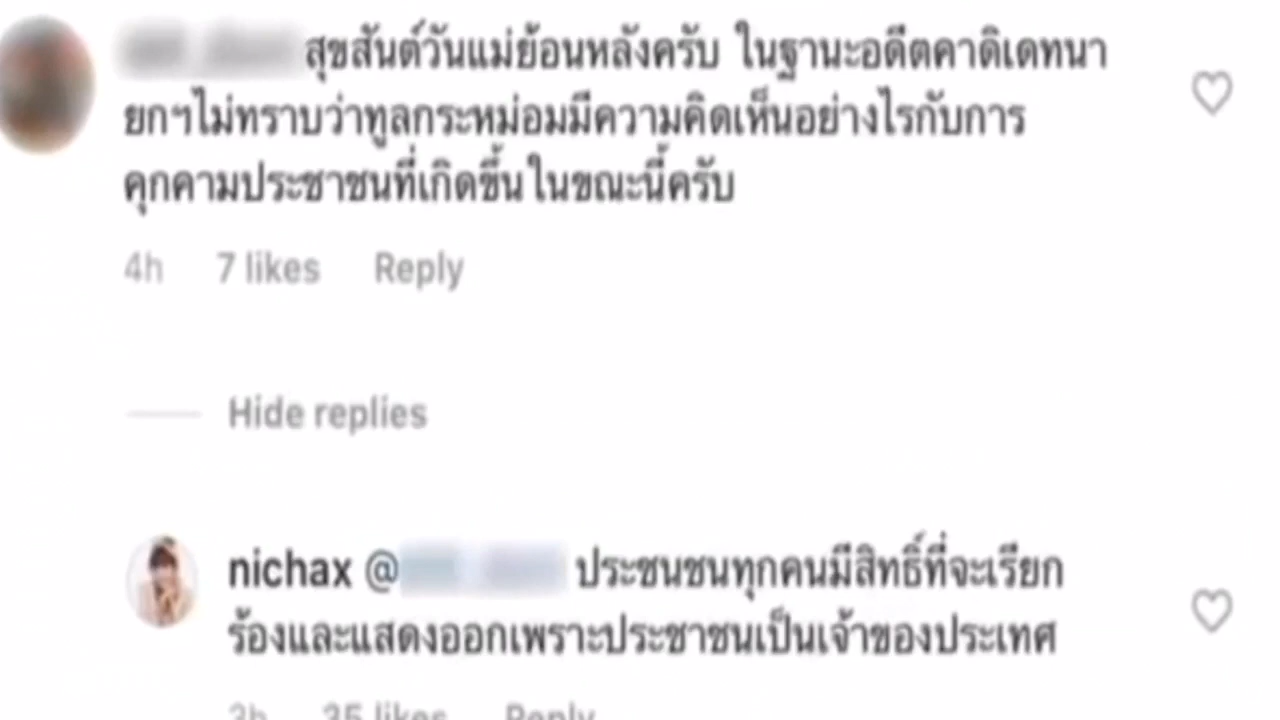 สุขสันต์วันแม่ย้อนหลังครับ ในฐานะอดีตคาดิเดทนา
ยกฯไม่ทราบว่าทูลกระหม่อมมีความคิดเห็นอย่างไรกับการ
คุกคามประชาชนที่เกิดขึ้นในขณะนี้ครับ
4h 7 likes Reply
Hide replies
nichax @ ประชนชนทุกคนมีสิทธิ์ที่จะเรียก
ร้องและแสดงออกเพราะประชาชนเป็นเจ้าของประเทศ
3h 35 likes Reply